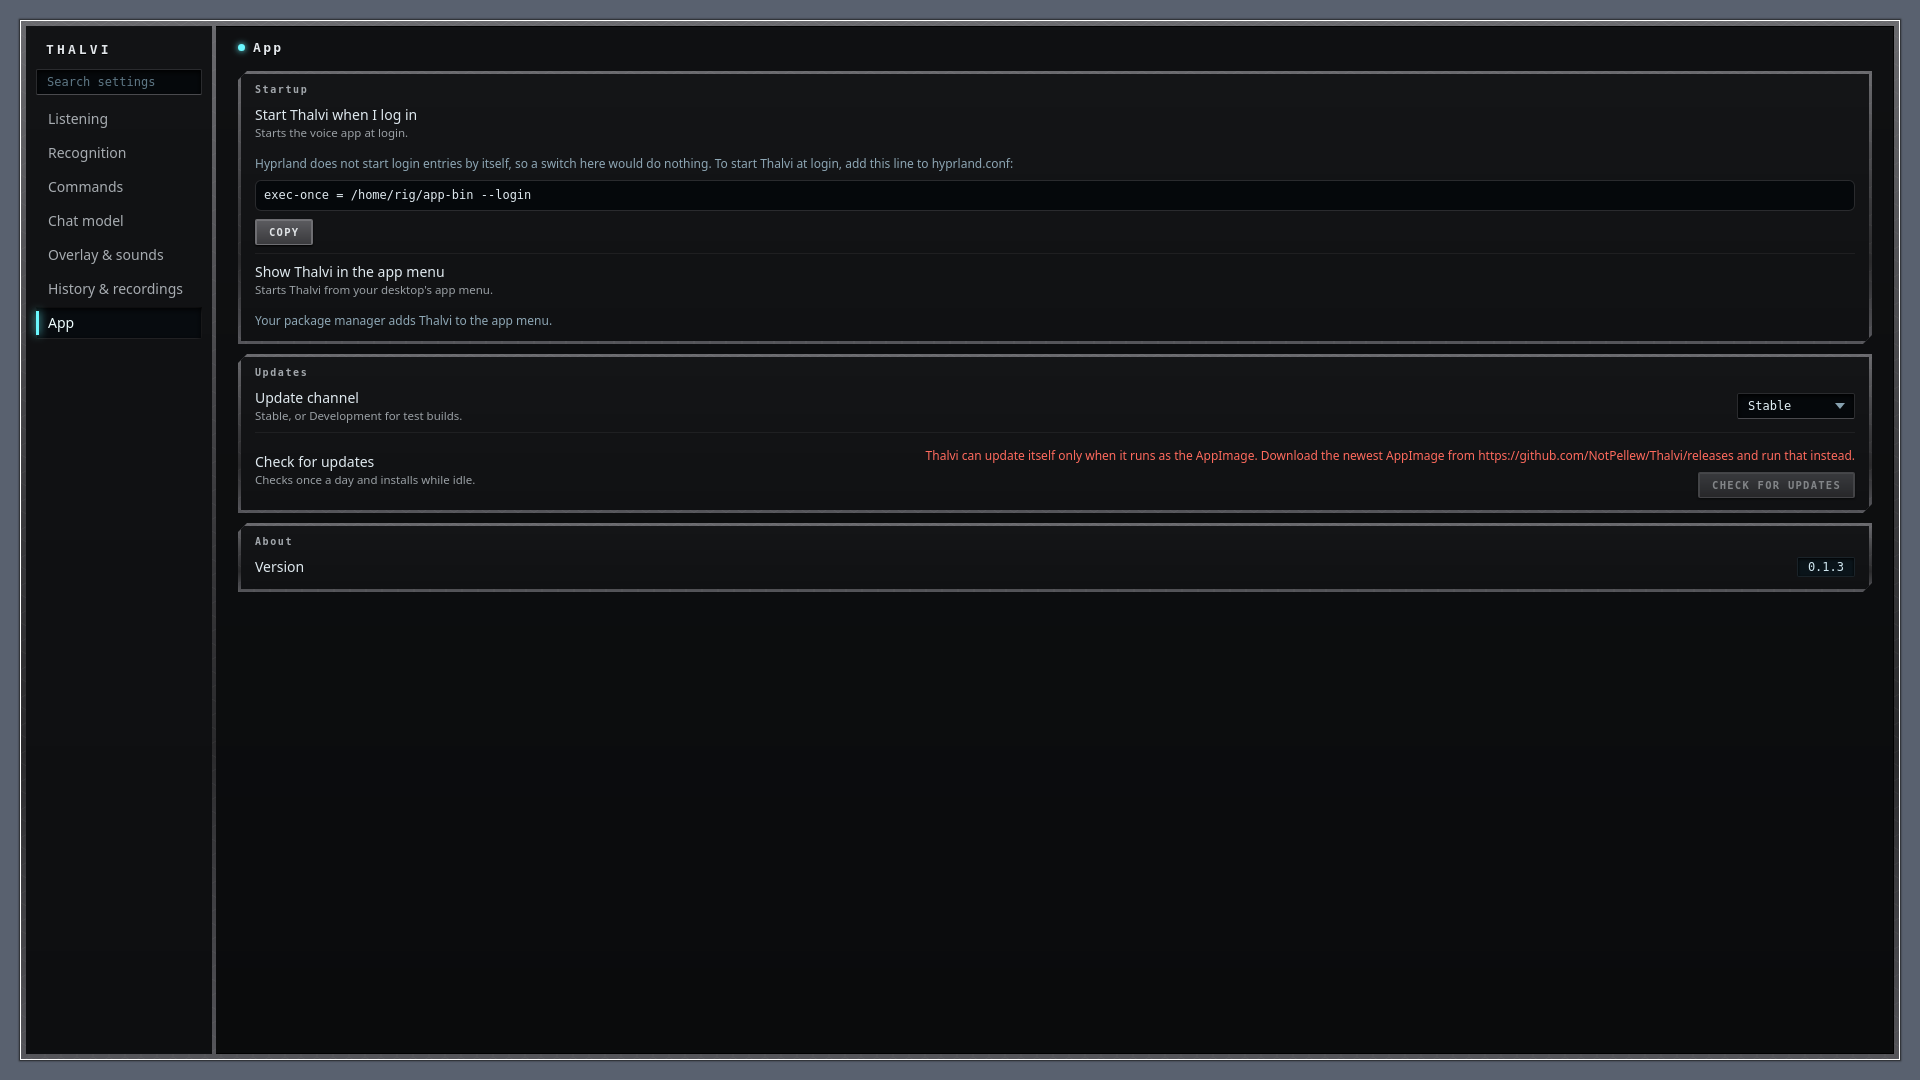 THALVI
Search settings
Listening
Recognition
Commands
Chat model
Overlay & sounds
History & recordings
App
App
Startup
Start Thalvi when I log in
Starts the voice app at login.
Hyprland does not start login entries by itself, so a switch here would do nothing. To start Thalvi at login, add this line to hyprland.conf:
exec-once = /home/rig/app-bin --login
COPY
Show Thalvi in the app menu
Starts Thalvi from your desktop's app menu.
Your package manager adds Thalvi to the app menu.
Updates
Update channel
Stable, or Development for test builds.
Stable
Check for updates
Checks once a day and installs while idle.
Thalvi can update itself only when it runs as the AppImage. Download the newest AppImage from https://github.com/NotPellew/Thalvi/releases and run that instead.
CHECK FOR UPDATES
About
Version
0.1.3